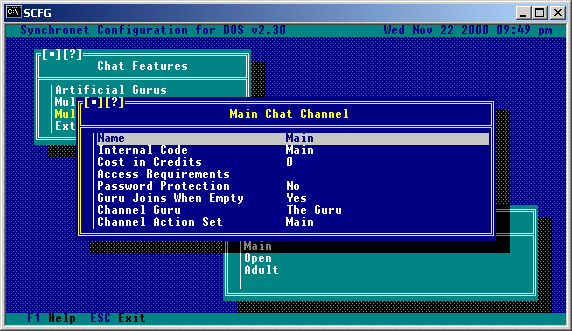 SCFG
Synchronet Configuration for DOS v2.30 Wed Nov 22 2000 09:49 pm
[■][?]
Chat Features
Artificial Gurus
Mul
Mul
Ext
[■][?]
Main Chat Channel
Name Main
Internal Code Main
Cost in Credits 0
Access Requirements
Password Protection No
Guru Joins When Empty Yes
Channel Guru The Guru
Channel Action Set Main
Main
Open
Adult
F1 Help ESC Exit